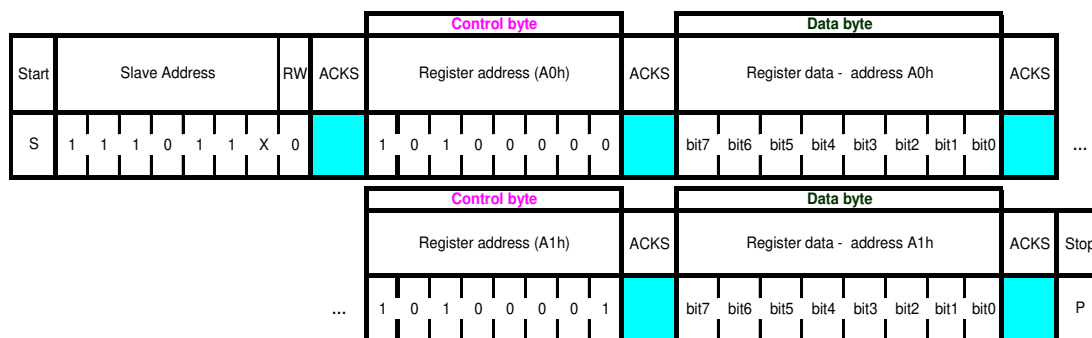 Control byte Data byte
Start Slave Address RW ACKS Register address (A0h) ACKS Register data - address A0h ACKS
S 1 1 1 0 1 1 X 0 1 0 1 0 0 0 0 0 bit7 bit6 bit5 bit4 bit3 bit2 bit1 bit0 ...
Control byte Data byte
Register address (A1h) ACKS Register data - address A1h ACKS Stop
... 1 0 1 0 0 0 0 1 bit7 bit6 bit5 bit4 bit3 bit2 bit1 bit0 P